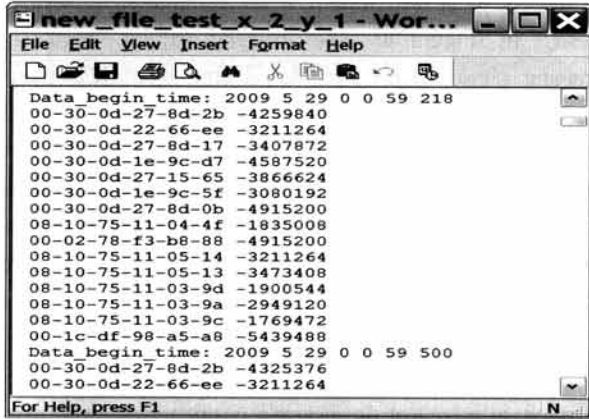 new_file_test_x_2_y_1 - Wor...
File Edit View Insert Format Help
Data_begin_time: 2009 5 29 0 0 59 218
00-30-0d-27-8d-2b -4259840
00-30-0d-22-66-ee -3211264
00-30-0d-27-8d-17 -3407872
00-30-0d-1e-9c-d7 -4587520
00-30-0d-27-15-65 -3866624
00-30-0d-1e-9c-5f -3080192
00-30-0d-27-8d-0b -4915200
08-10-75-11-04-4f -1835008
00-02-78-f3-b8-88 -4915200
08-10-75-11-05-14 -3211264
08-10-75-11-05-13 -3473408
08-10-75-11-03-9d -1900544
08-10-75-11-03-9a -2949120
08-10-75-11-03-9c -1769472
00-1c-df-98-a5-a8 -5439488
Data_begin_time: 2009 5 29 0 0 59 500
00-30-0d-27-8d-2b -4325376
00-30-0d-22-66-ee -3211264
For Help, press F1 N